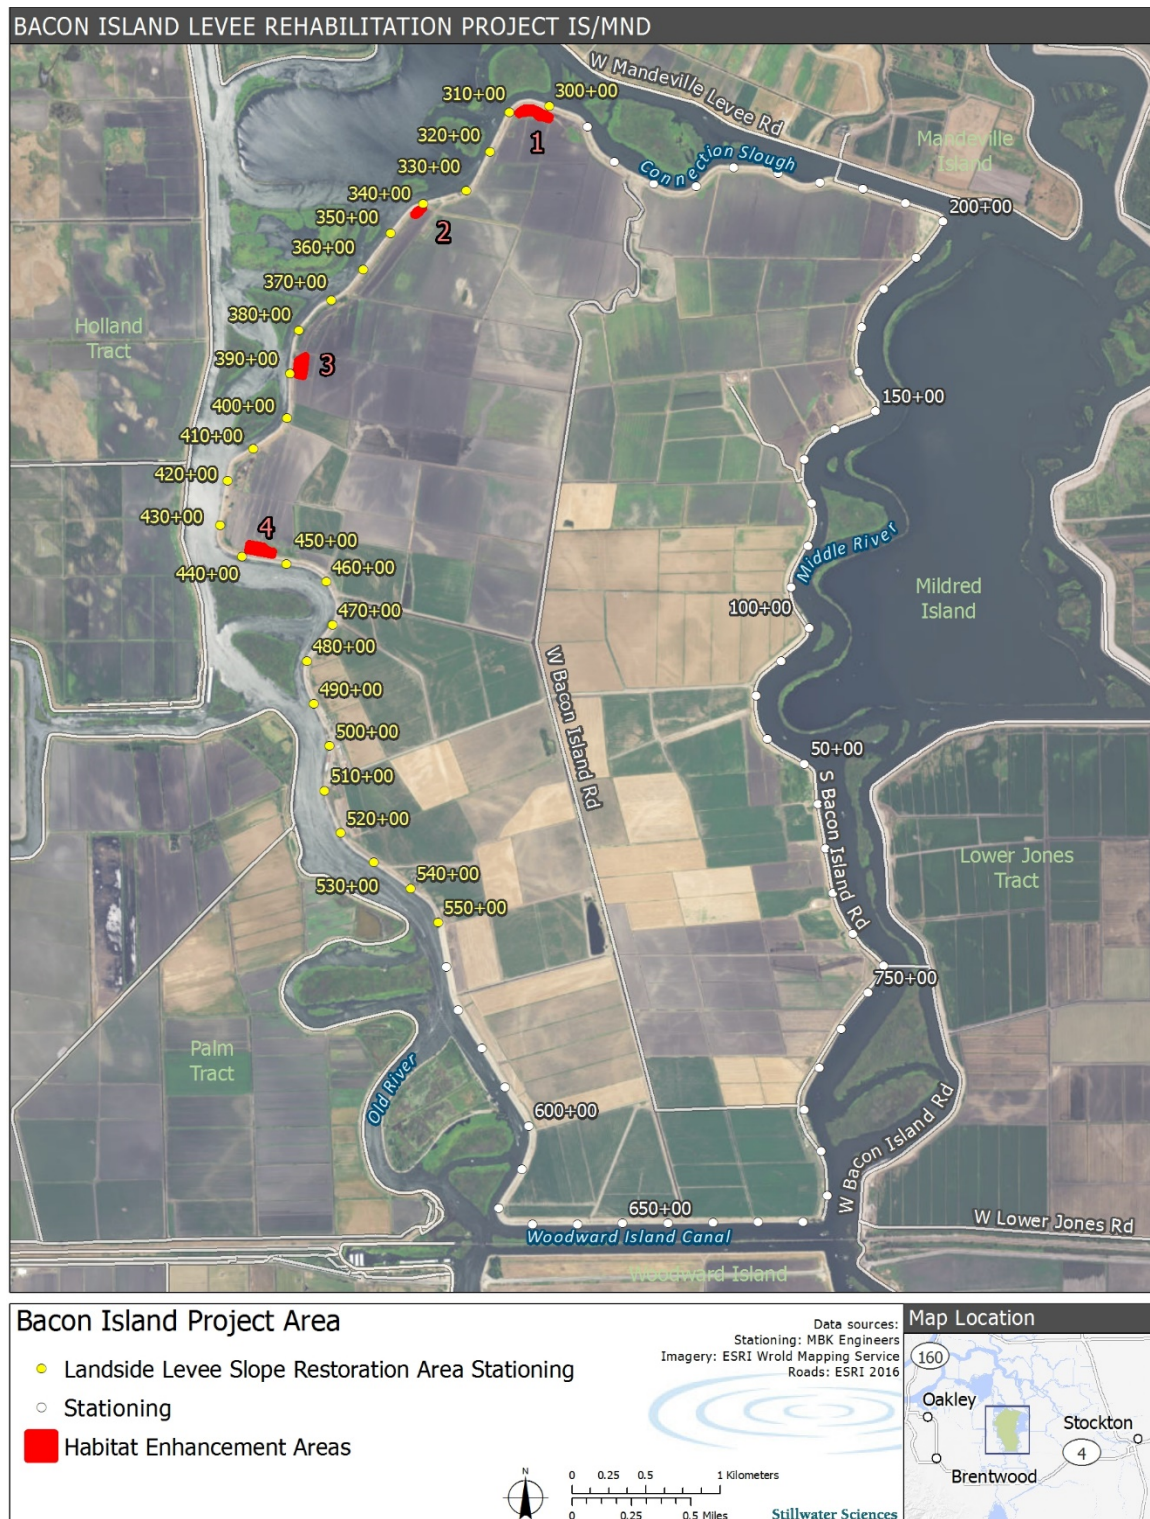 BACON ISLAND LEVEE REHABILITATION PROJECT IS/MND
W Mandeville Levee Rd
310+00
300+00
1
Mandeville
Island
320+00
Connection Slough
330+00
340+00
200+00
350+00
2
360+00
370+00
Holland
Tract
380+00
390+00
3
400+00
150+00
410+00
420+00
430+00
4
450+00
440+00
Middle River
460+00
Mildred
Island
100+00
470+00
480+00
W Bacon Island Rd
490+00
500+00
50+00
510+00
S Bacon Island Rd
520+00
Lower Jones
Tract
530+00
540+00
550+00
750+00
Palm
Tract
Old River
600+00
W Bacon Island Rd
650+00
W Lower Jones Rd
Woodward Island Canal
Woodward Island
Bacon Island Project Area
Landside Levee Slope Restoration Area Stationing
Stationing
Habitat Enhancement Areas
Data sources:
Stationing: MBK Engineers
Imagery: ESRI Wrold Mapping Service
Roads: ESRI 2016
N
0 0.25 0.5 1 Kilometers
0 0.25 0.5 Miles
Stillwater Sciences
Map Location
160
Oakley
Stockton
4
Brentwood